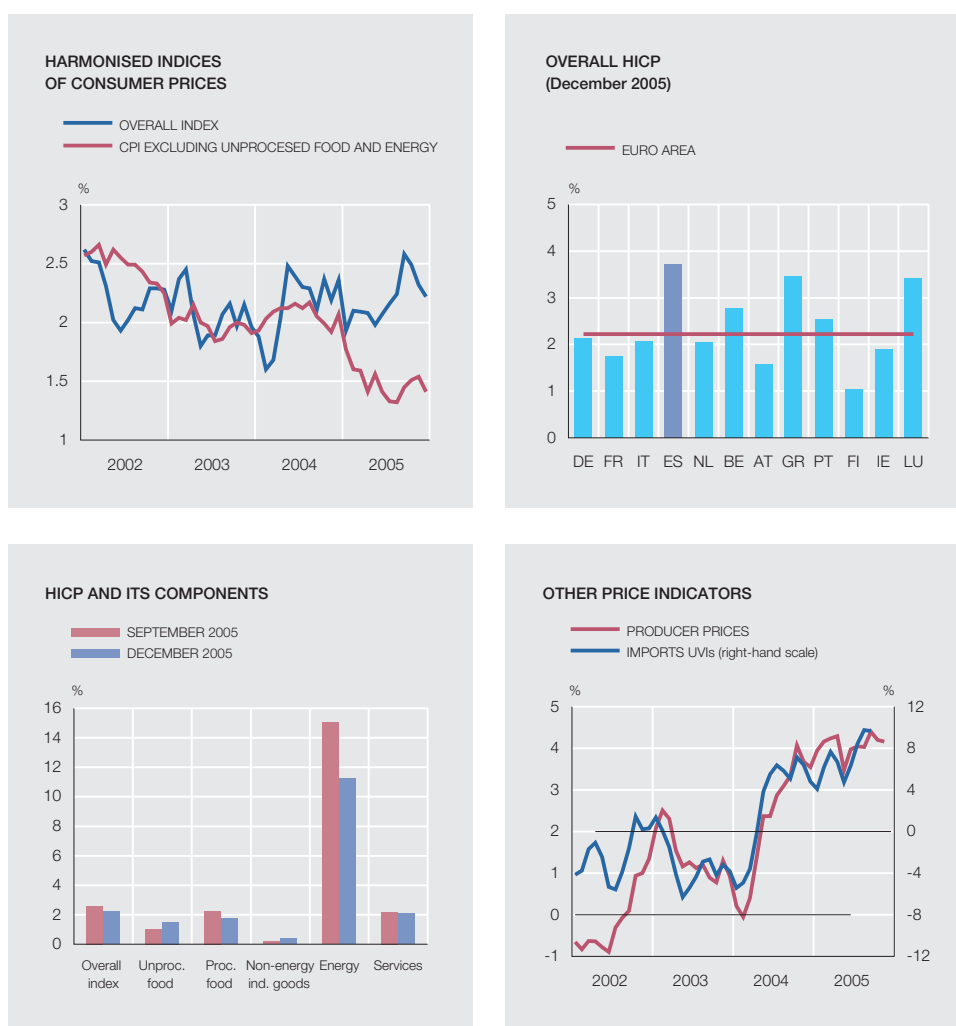 HARMONISED INDICES
OF CONSUMER PRICES
OVERALL INDEX
CPI EXCLUDING UNPROCESED FOOD AND ENERGY
%
3
2.5
2
1.5
1
2002 2003 2004 2005
OVERALL HICP
(December 2005)
EURO AREA
%
5
4
3
2
1
0
DE FR IT ES NL BE AT GR PT FI IE LU
HICP AND ITS COMPONENTS
SEPTEMBER 2005
DECEMBER 2005
%
16
14
12
10
8
6
4
2
0
Overall Unproc. Proc. Non-energy Energy Services
index food food ind. goods
OTHER PRICE INDICATORS
PRODUCER PRICES
IMPORTS UVIs (right-hand scale)
% %
5 12
4 8
3 4
2 0
1 -4
0 -8
-1 -12
2002 2003 2004 2005